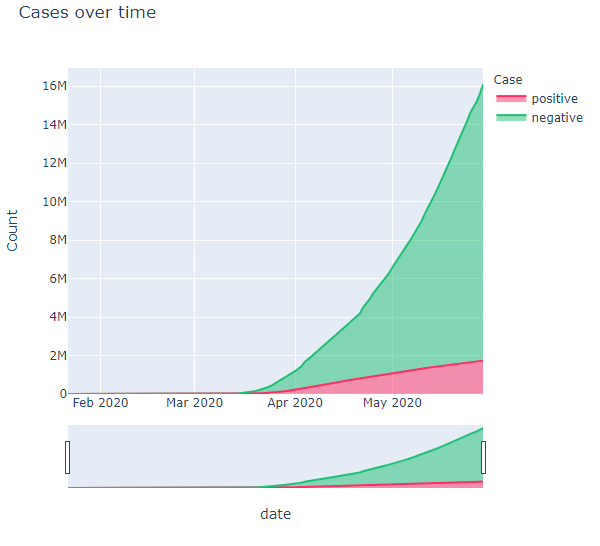 Cases over time
Case
positive
negative
Count
16M
14M
12M
10M
8M
6M
4M
2M
0
Feb 2020
Mar 2020
Apr 2020
May 2020
date